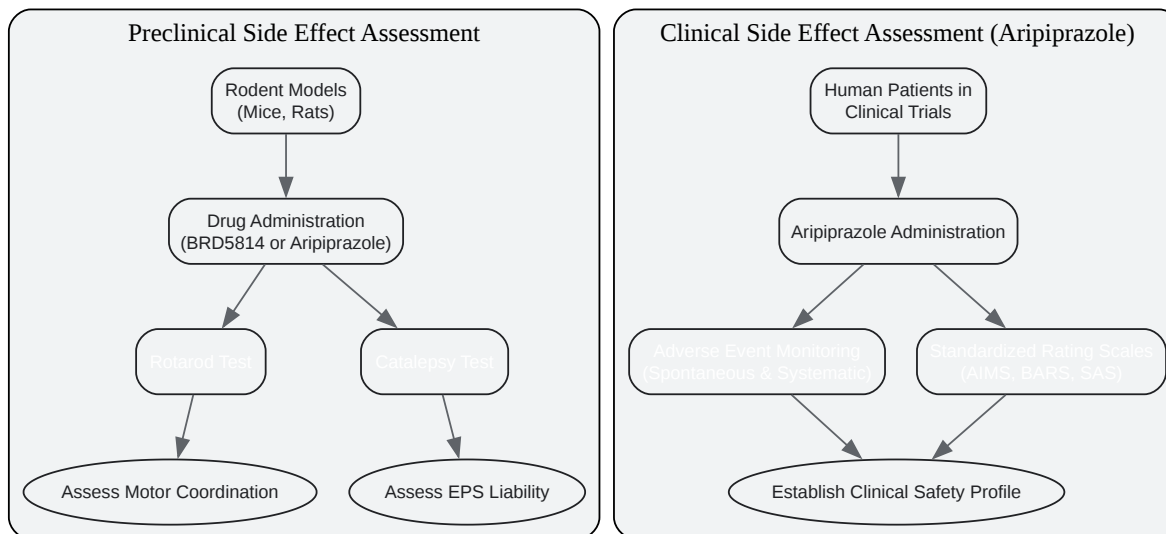 Preclinical Side Effect Assessment
Rodent Models
(Mice, Rats)
Drug Administration
(BRD5814 or Aripiprazole)
Rotarod Test
Catalepsy Test
Assess Motor Coordination
Assess EPS Liability
Clinical Side Effect Assessment (Aripiprazole)
Human Patients in
Clinical Trials
Aripiprazole Administration
Adverse Event Monitoring
(Spontaneous & Systematic)
Standardized Rating Scales
(AIMS, BARS, SAS)
Establish Clinical Safety Profile